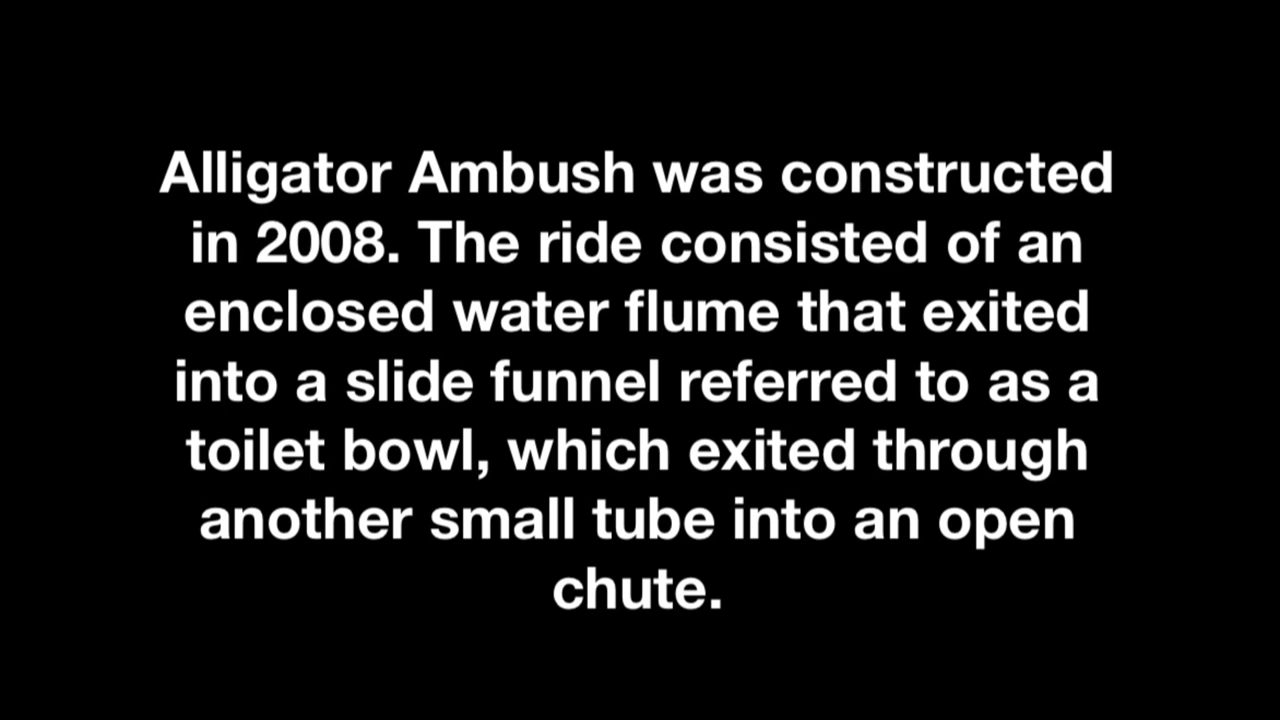 Alligator Ambush was constructed
in 2008. The ride consisted of an
enclosed water flume that exited
into a slide funnel referred to as a
toilet bowl, which exited through
another small tube into an open
chute.